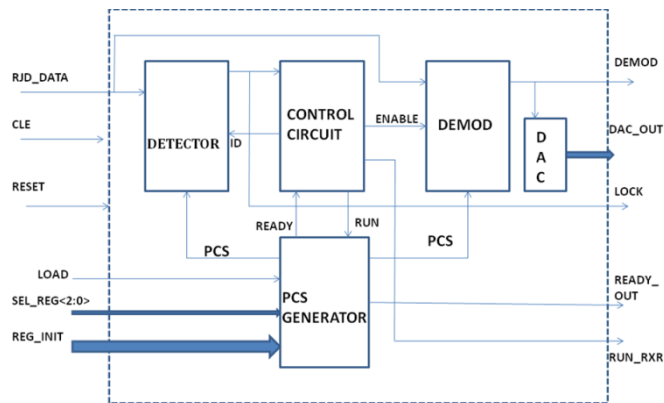 DEMOD
RJD_DATA
CONTROL
CIRCUIT
ENABLE
DEMOD
D
A
C
DAC_OUT
CLE
DETECTOR
ID
RESET
LOCK
READY
RUN
PCS
PCS
LOAD
READY_
OUT
SEL_REG<2:0>
PCS
GENERATOR
REG_INIT
RUN_RXR